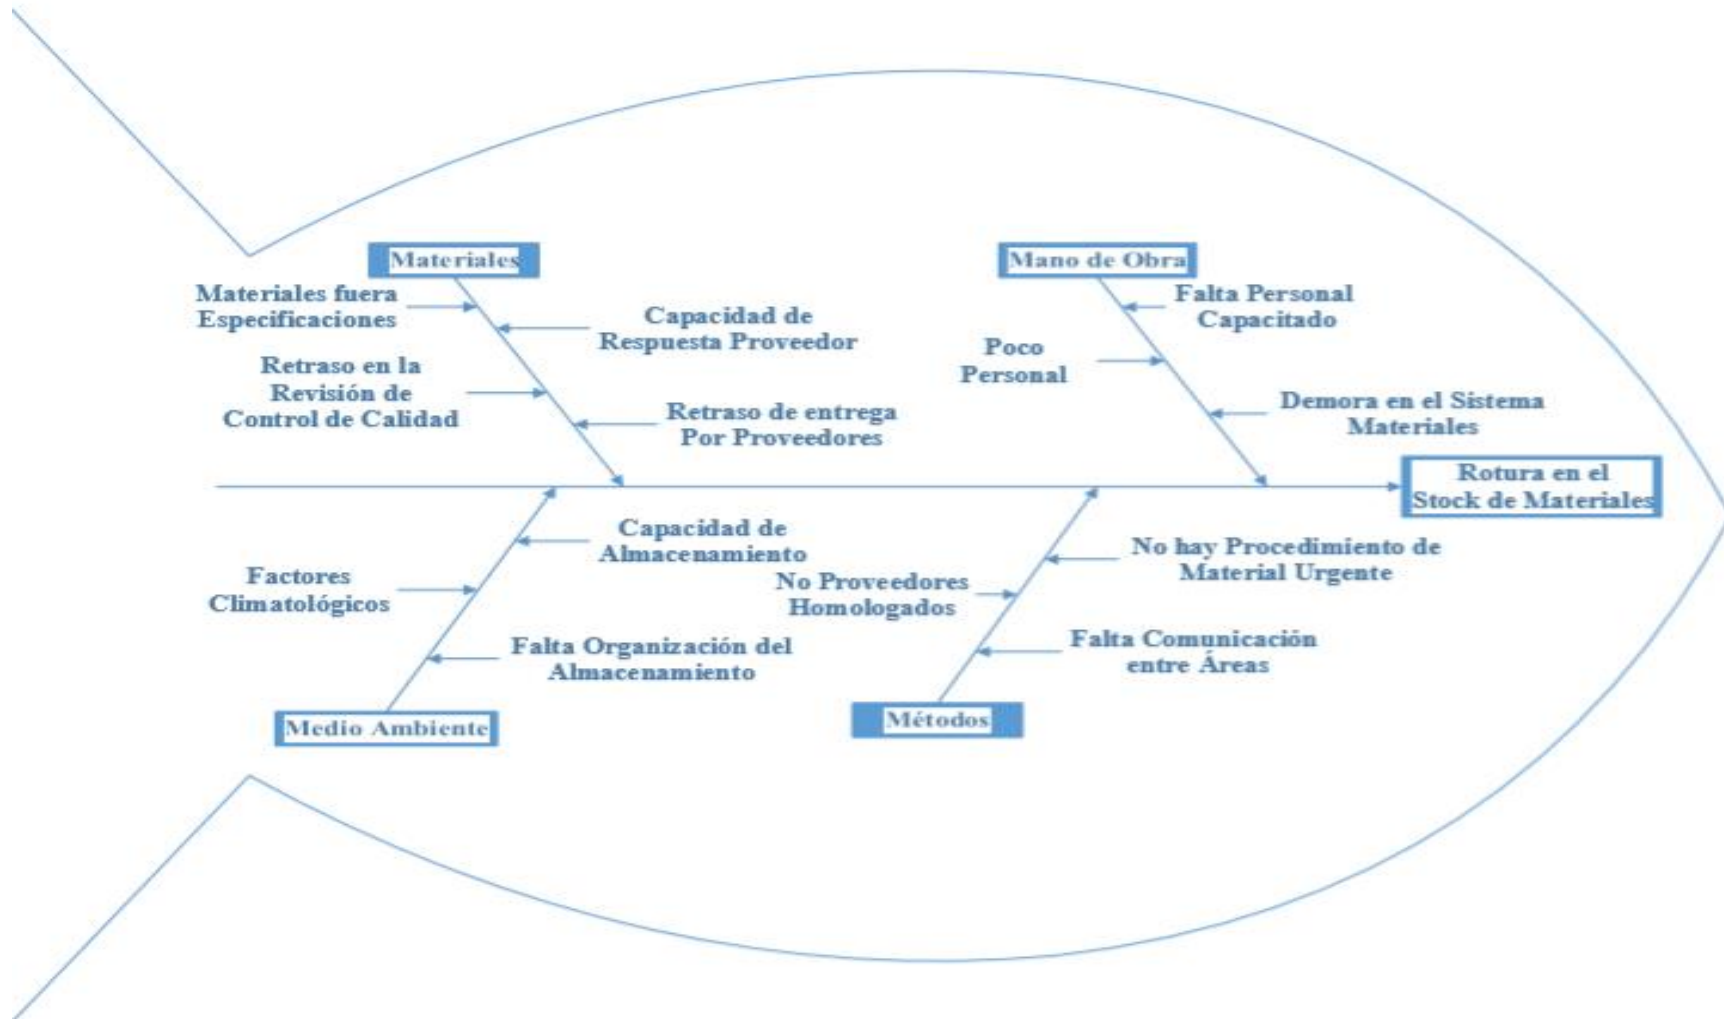 Materiales
Materiales fuera
Especificaciones
Capacidad de
Respuesta Proveedor
Retraso en la
Revisión de
Control de Calidad
Retraso de entrega
Por Proveedores
Mano de Obra
Falta Personal
Capacitado
Poco
Personal
Demora en el Sistema
Materiales
Rotura en el
Stock de Materiales
Capacidad de
Almacenamiento
Factores
Climatológicos
Falta Organización del
Almacenamiento
Medio Ambiente
No hay Procedimiento de
Material Urgente
No Proveedores
Homologados
Falta Comunicación
entre Áreas
Métodos